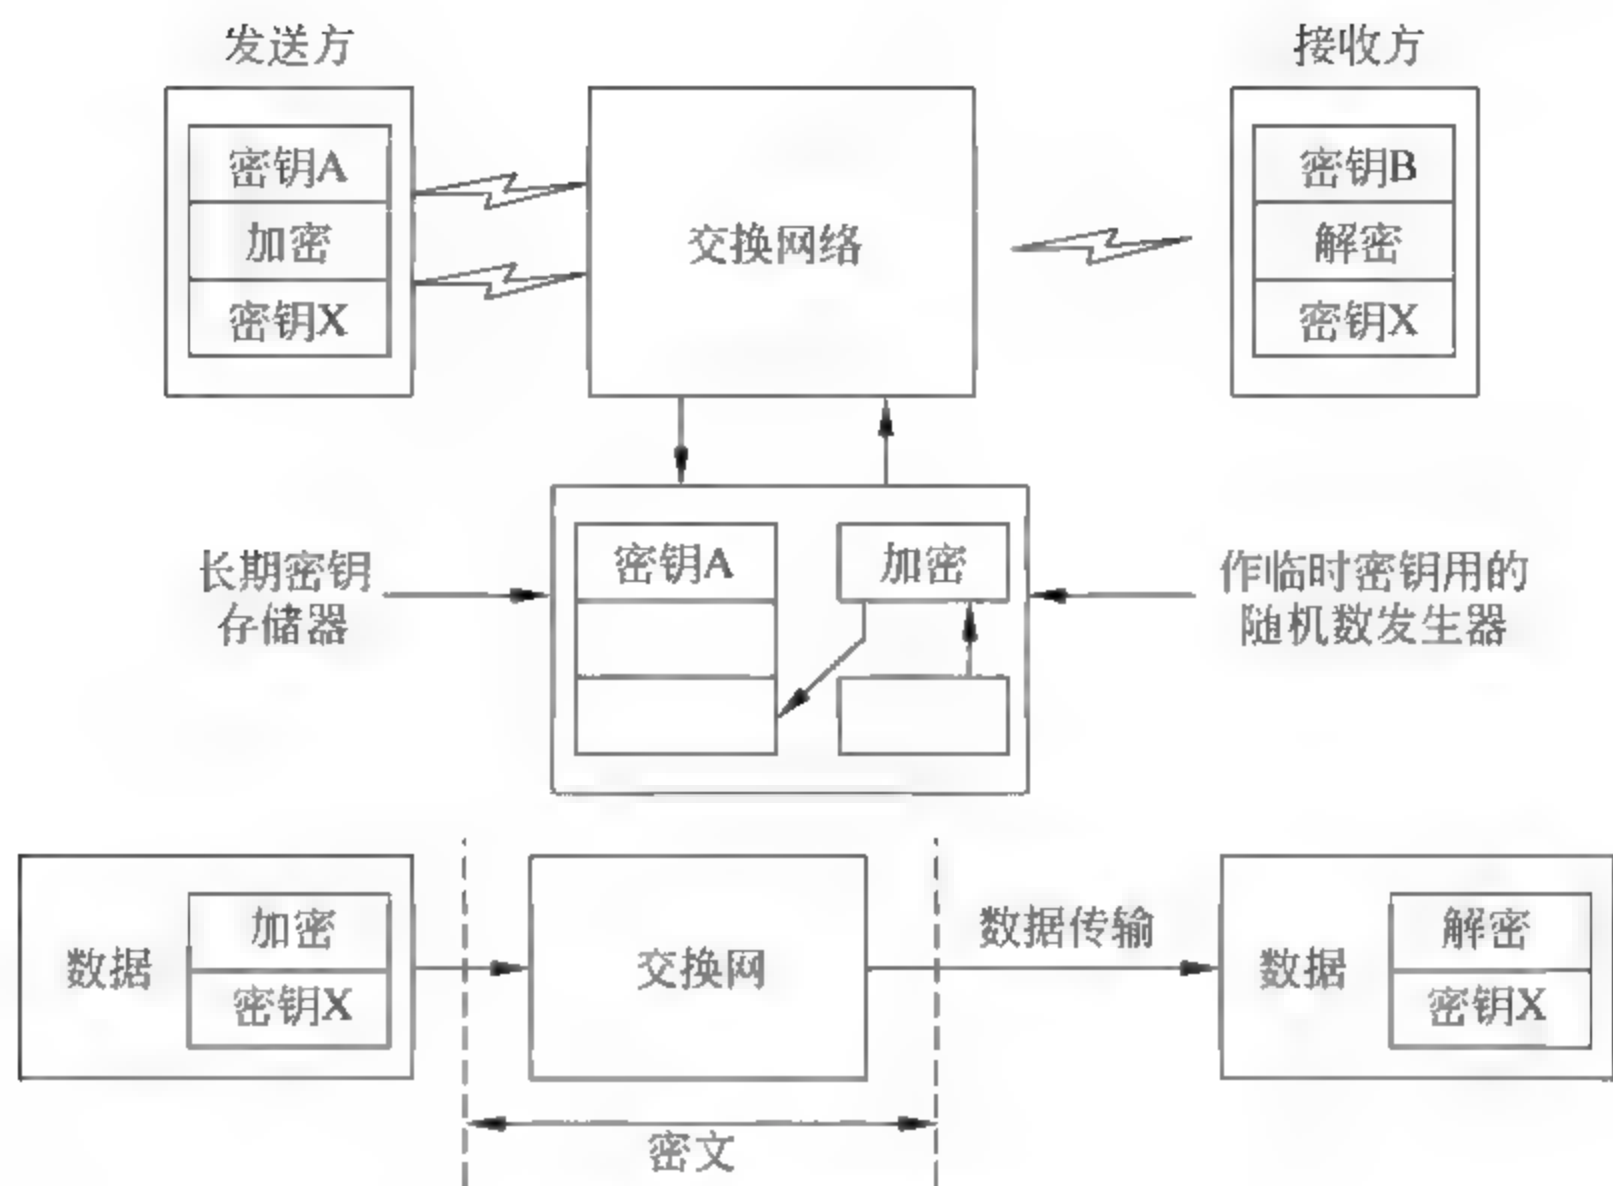 发送方
接收方
密钥A
加密
密钥X
交换网络
密钥B
解密
密钥X
长期密钥
存储器
密钥A
加密
作临时密钥用的
随机数发生器
数据
加密
密钥X
交换网
数据传输
数据
解密
密钥X
密文